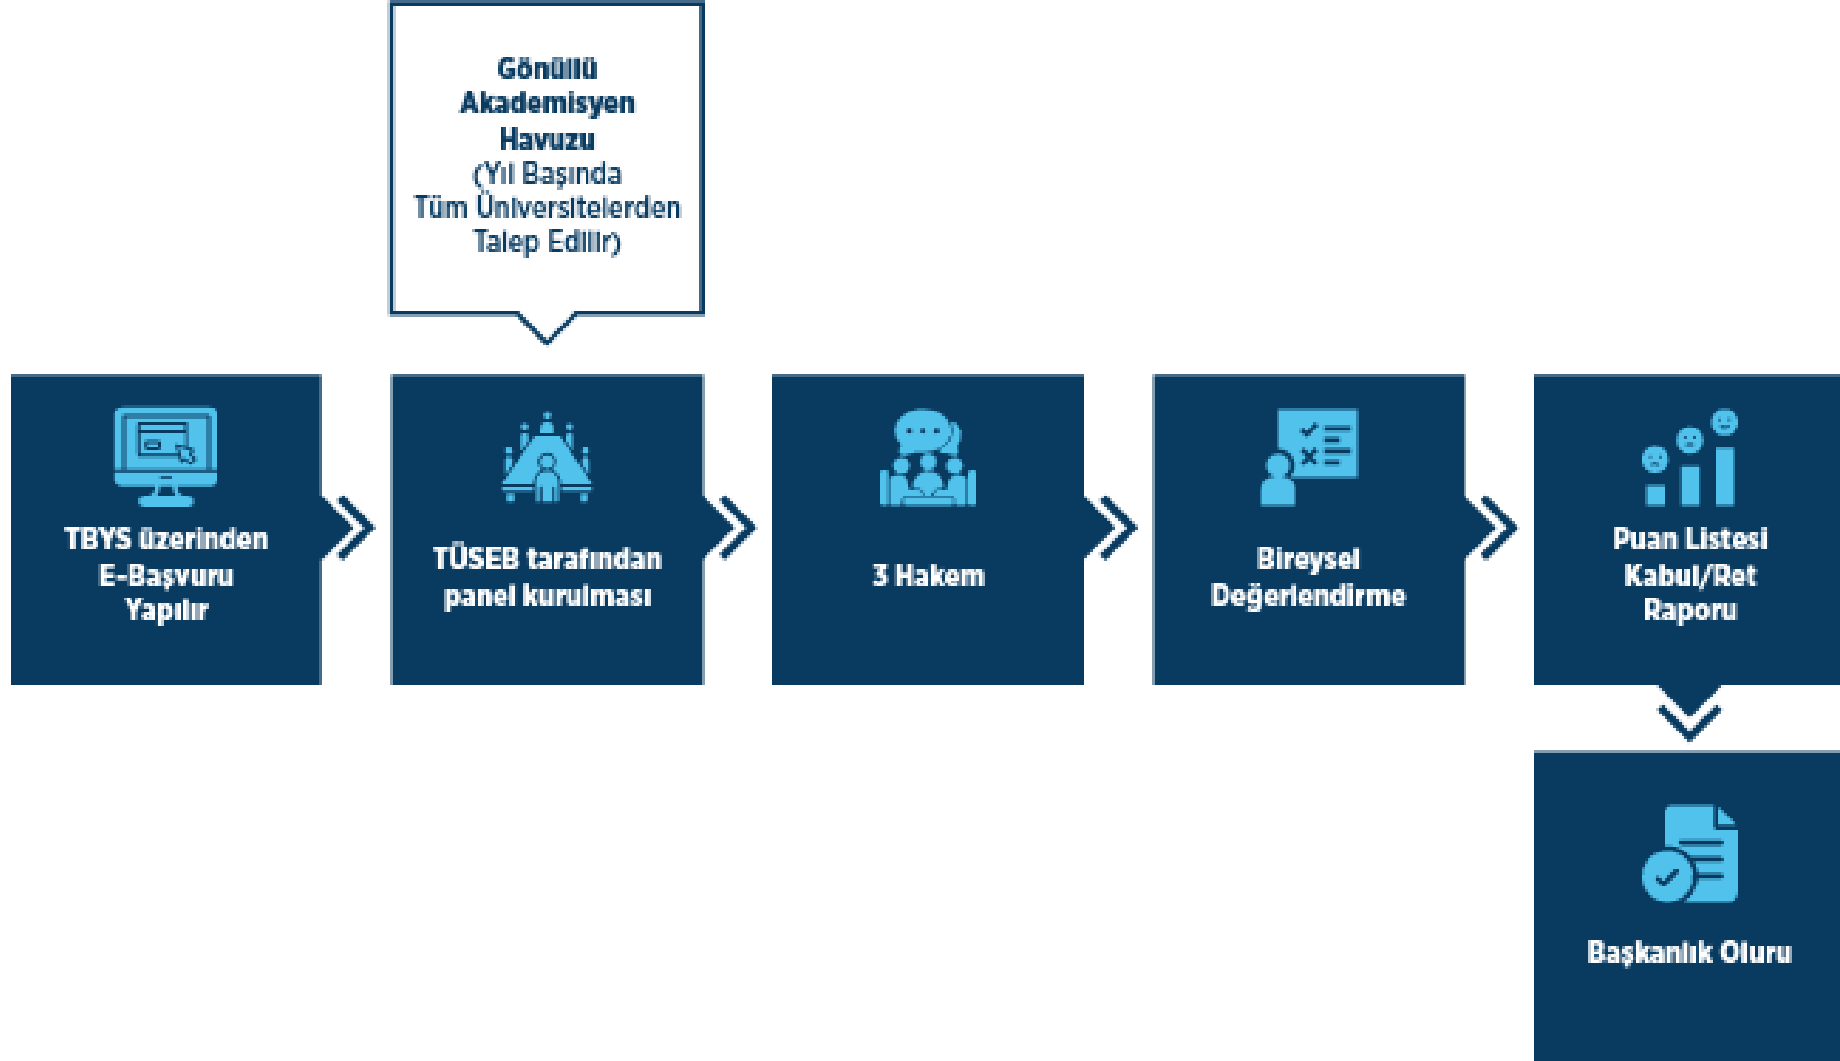 Gönüllü
Akademisyen
Havuzu
(Yıl Başında
Tüm Üniversitelerden
Talep Edilir)
TBYS üzerinden
E-Başvuru
Yapılır
TÜSEB tarafından
panel kurulması
3 Hakem
Bireysel
Değerlendirme
Puan Listesi
Kabul/Ret
Raporu
Başkanlık Oluru